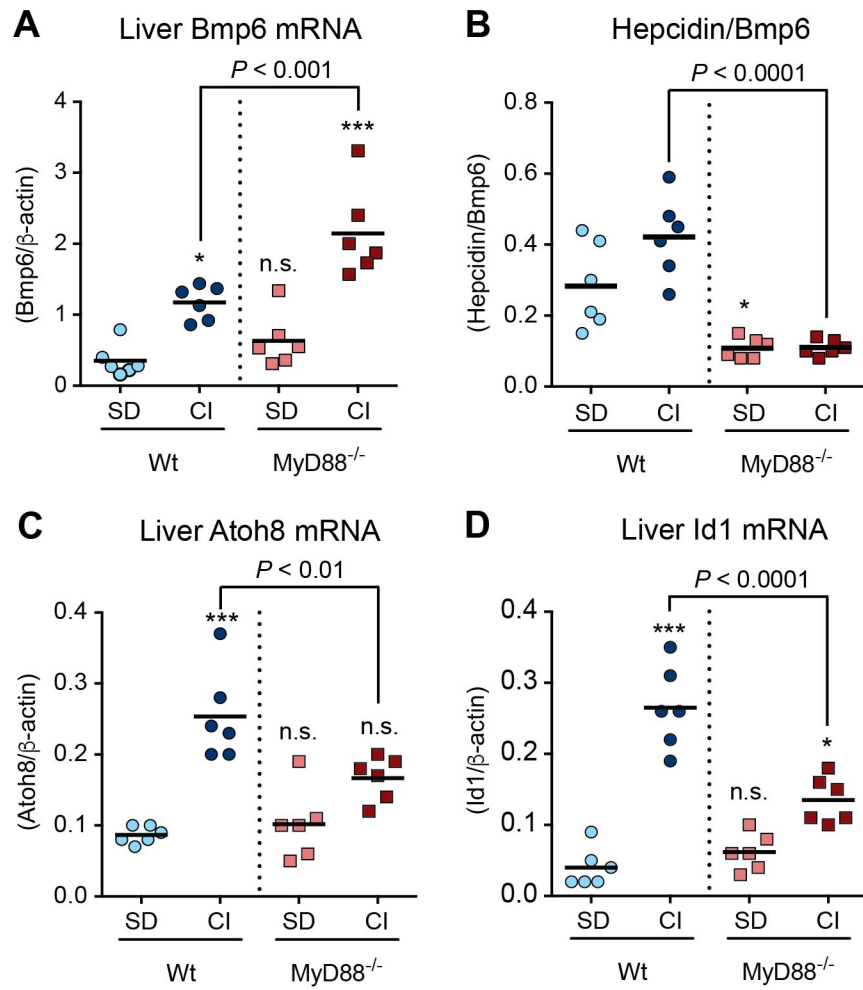 A
Liver Bmp6 mRNA
P < 0.001
(Bmp6/β-actin)
4
3
2
1
0
*
n.s.
***
SD
CI
SD
CI
Wt
MyD88-/-
B
Hepcidin/Bmp6
P < 0.0001
(Hepcidin/Bmp6)
0.8
0.6
0.4
0.2
0.0
*
SD
CI
SD
CI
Wt
MyD88-/-
C
Liver Atoh8 mRNA
P < 0.01
(Atoh8/β-actin)
0.4
0.3
0.2
0.1
0.0
***
n.s.
n.s.
SD
CI
SD
CI
Wt
MyD88-/-
D
Liver Id1 mRNA
P < 0.0001
(Id1/β-actin)
0.4
0.3
0.2
0.1
0.0
***
n.s.
*
SD
CI
SD
CI
Wt
MyD88-/-